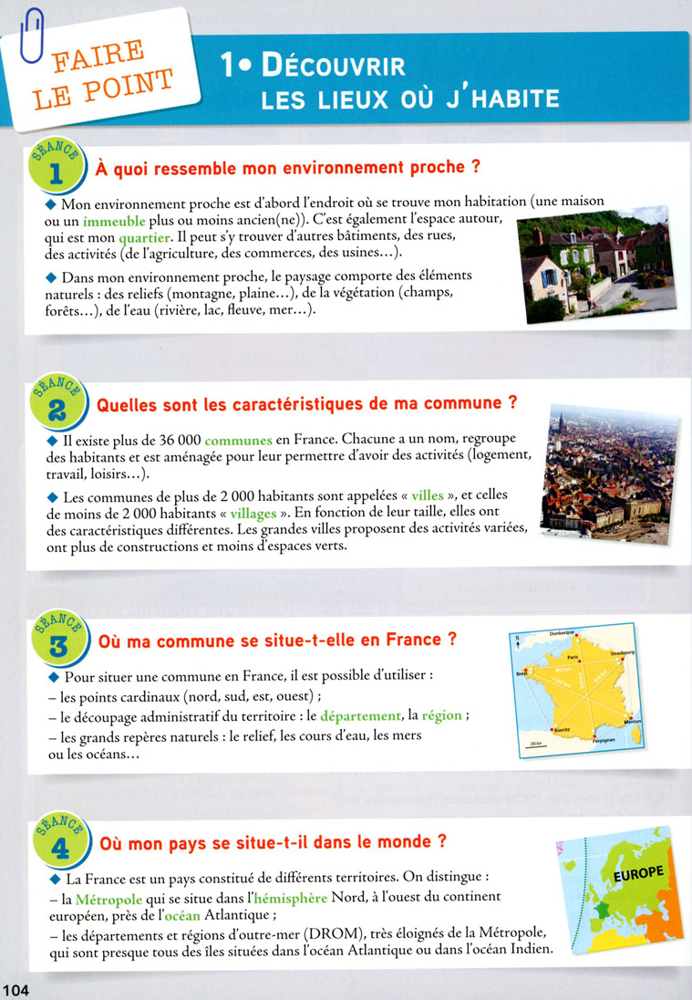 FAIRE
LE POINT
1• DÉCOUVRIR
LES LIEUX OÙ J'HABITE
SÉANCE
1
À quoi ressemble mon environnement proche ?
◆ Mon environnement proche est d'abord l'endroit où se trouve mon habitation (une maison
ou un immeuble plus ou moins ancien(ne)). C'est également l'espace autour,
qui est mon quartier. Il peut s'y trouver d'autres bâtiments, des rues,
des activités (de l'agriculture, des commerces, des usines…).
◆ Dans mon environnement proche, le paysage comporte des éléments
naturels : des reliefs (montagne, plaine…), de la végétation (champs,
forêts…), de l'eau (rivière, lac, fleuve, mer…).
SÉANCE
2
Quelles sont les caractéristiques de ma commune ?
◆ Il existe plus de 36 000 communes en France. Chacune a un nom, regroupe
des habitants et est aménagée pour leur permettre d'avoir des activités (logement,
travail, loisirs…).
◆ Les communes de plus de 2 000 habitants sont appelées « villes », et celles
de moins de 2 000 habitants « villages ». En fonction de leur taille, elles ont
des caractéristiques différentes. Les grandes villes proposent des activités variées,
ont plus de constructions et moins d'espaces verts.
SÉANCE
3
Où ma commune se situe-t-elle en France ?
◆ Pour situer une commune en France, il est possible d'utiliser :
– les points cardinaux (nord, sud, est, ouest) ;
– le découpage administratif du territoire : le département, la région ;
– les grands repères naturels : le relief, les cours d'eau, les mers
ou les océans…
N
Dunkerque
Paris
Strasbourg
Brest
Biarritz
Menton
Perpignan
200 km
SÉANCE
4
Où mon pays se situe-t-il dans le monde ?
◆ La France est un pays constitué de différents territoires. On distingue :
– la Métropole qui se situe dans l'hémisphère Nord, à l'ouest du continent
européen, près de l'océan Atlantique ;
– les départements et régions d'outre-mer (DROM), très éloignés de la Métropole,
qui sont presque tous des îles situées dans l'océan Atlantique ou dans l'océan Indien.
EUROPE
104